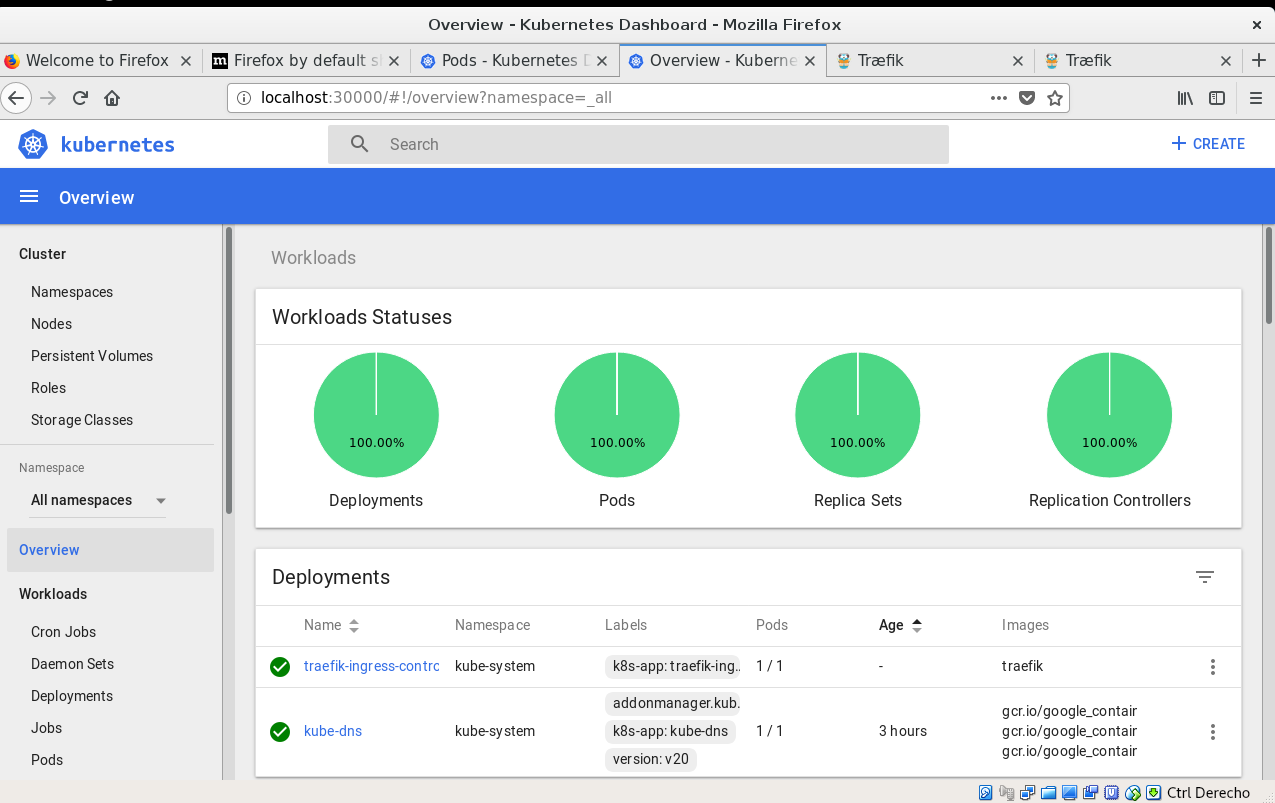 Overview - Kubernetes Dashboard - Mozilla Firefox
Welcome to Firefox
Firefox by default s
Pods - Kubernetes D
Overview - Kuberne
Træfik
Træfik
localhost:30000/#!/overview?namespace=_all
kubernetes
Search
CREATE
Overview
Cluster
Namespaces
Nodes
Persistent Volumes
Roles
Storage Classes
Namespace
All namespaces
Overview
Workloads
Cron Jobs
Daemon Sets
Deployments
Jobs
Pods
Workloads
Workloads Statuses
100.00% 100.00% 100.00% 100.00%
Deployments Pods Replica Sets Replication Controllers
Deployments
Name Namespace Labels Pods Age Images
traefik-ingress-contro kube-system k8s-app: traefik-ing.. 1 / 1 - traefik
kube-dns kube-system addonmanager.kub. 1 / 1 3 hours gcr.io/google_contair
k8s-app: kube-dns gcr.io/google_contair
version: v20 gcr.io/google_contair
Ctrl Derecho